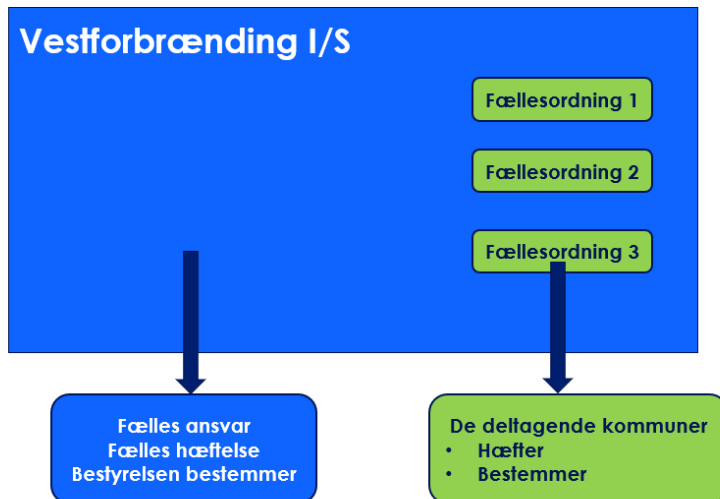 Vestforbrænding I/S
Fællesordning 1
Fællesordning 2
Fællesordning 3
Fælles ansvar
Fælles hæftelse
Bestyrelsen bestemmer
De deltagende kommuner
• Hæfter
• Bestemmer